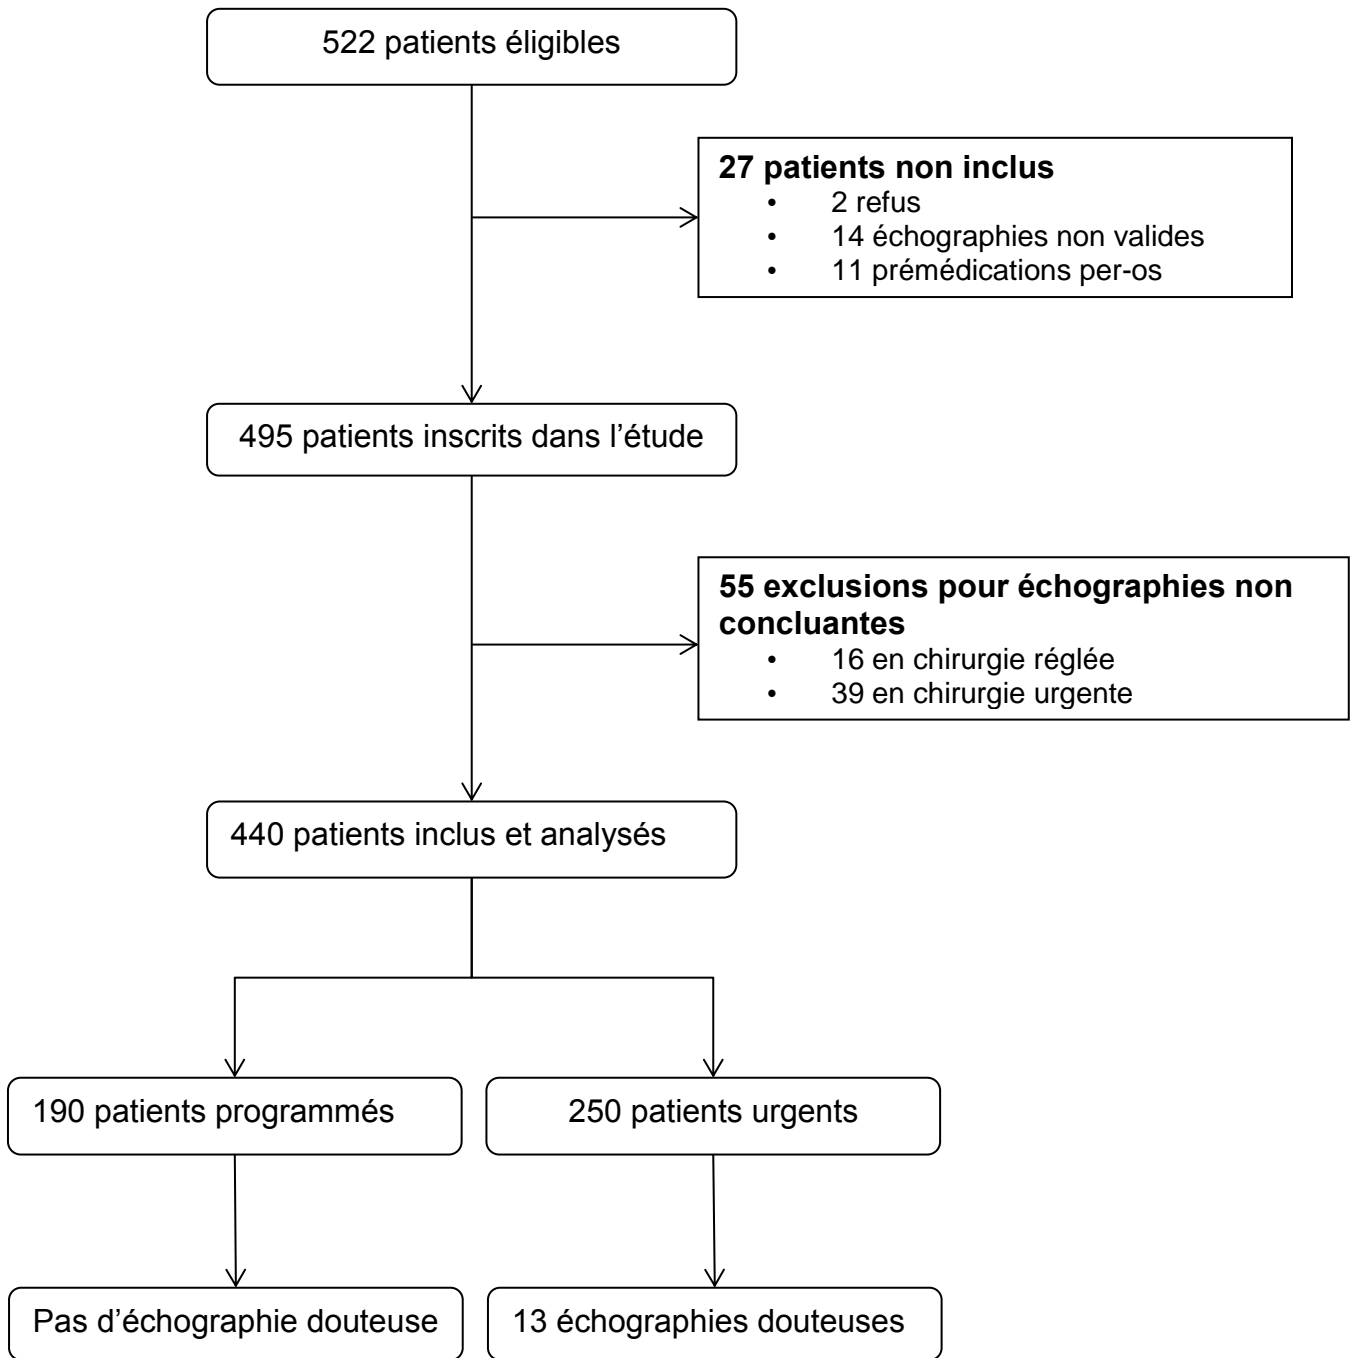 522 patients éligibles
27 patients non inclus
• 2 refus
• 14 échographies non valides
• 11 prémédications per-os
495 patients inscrits dans l’étude
55 exclusions pour échographies non
concluantes
• 16 en chirurgie réglée
• 39 en chirurgie urgente
440 patients inclus et analysés
190 patients programmés
250 patients urgents
Pas d’échographie douteuse
13 échographies douteuses